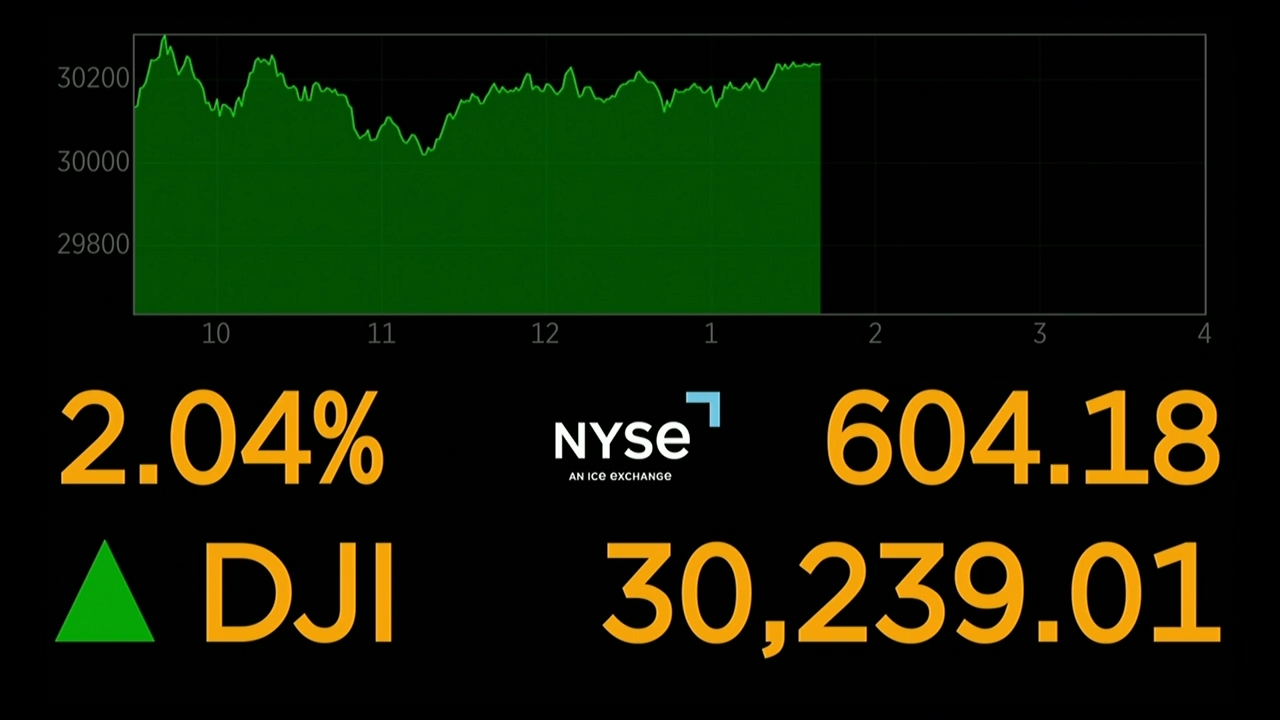 30200
30000
29800
10 11 12 1 2 3 4
2.04%
NYSE
AN ICE EXCHANGE
604.18
DJI 30,239.01